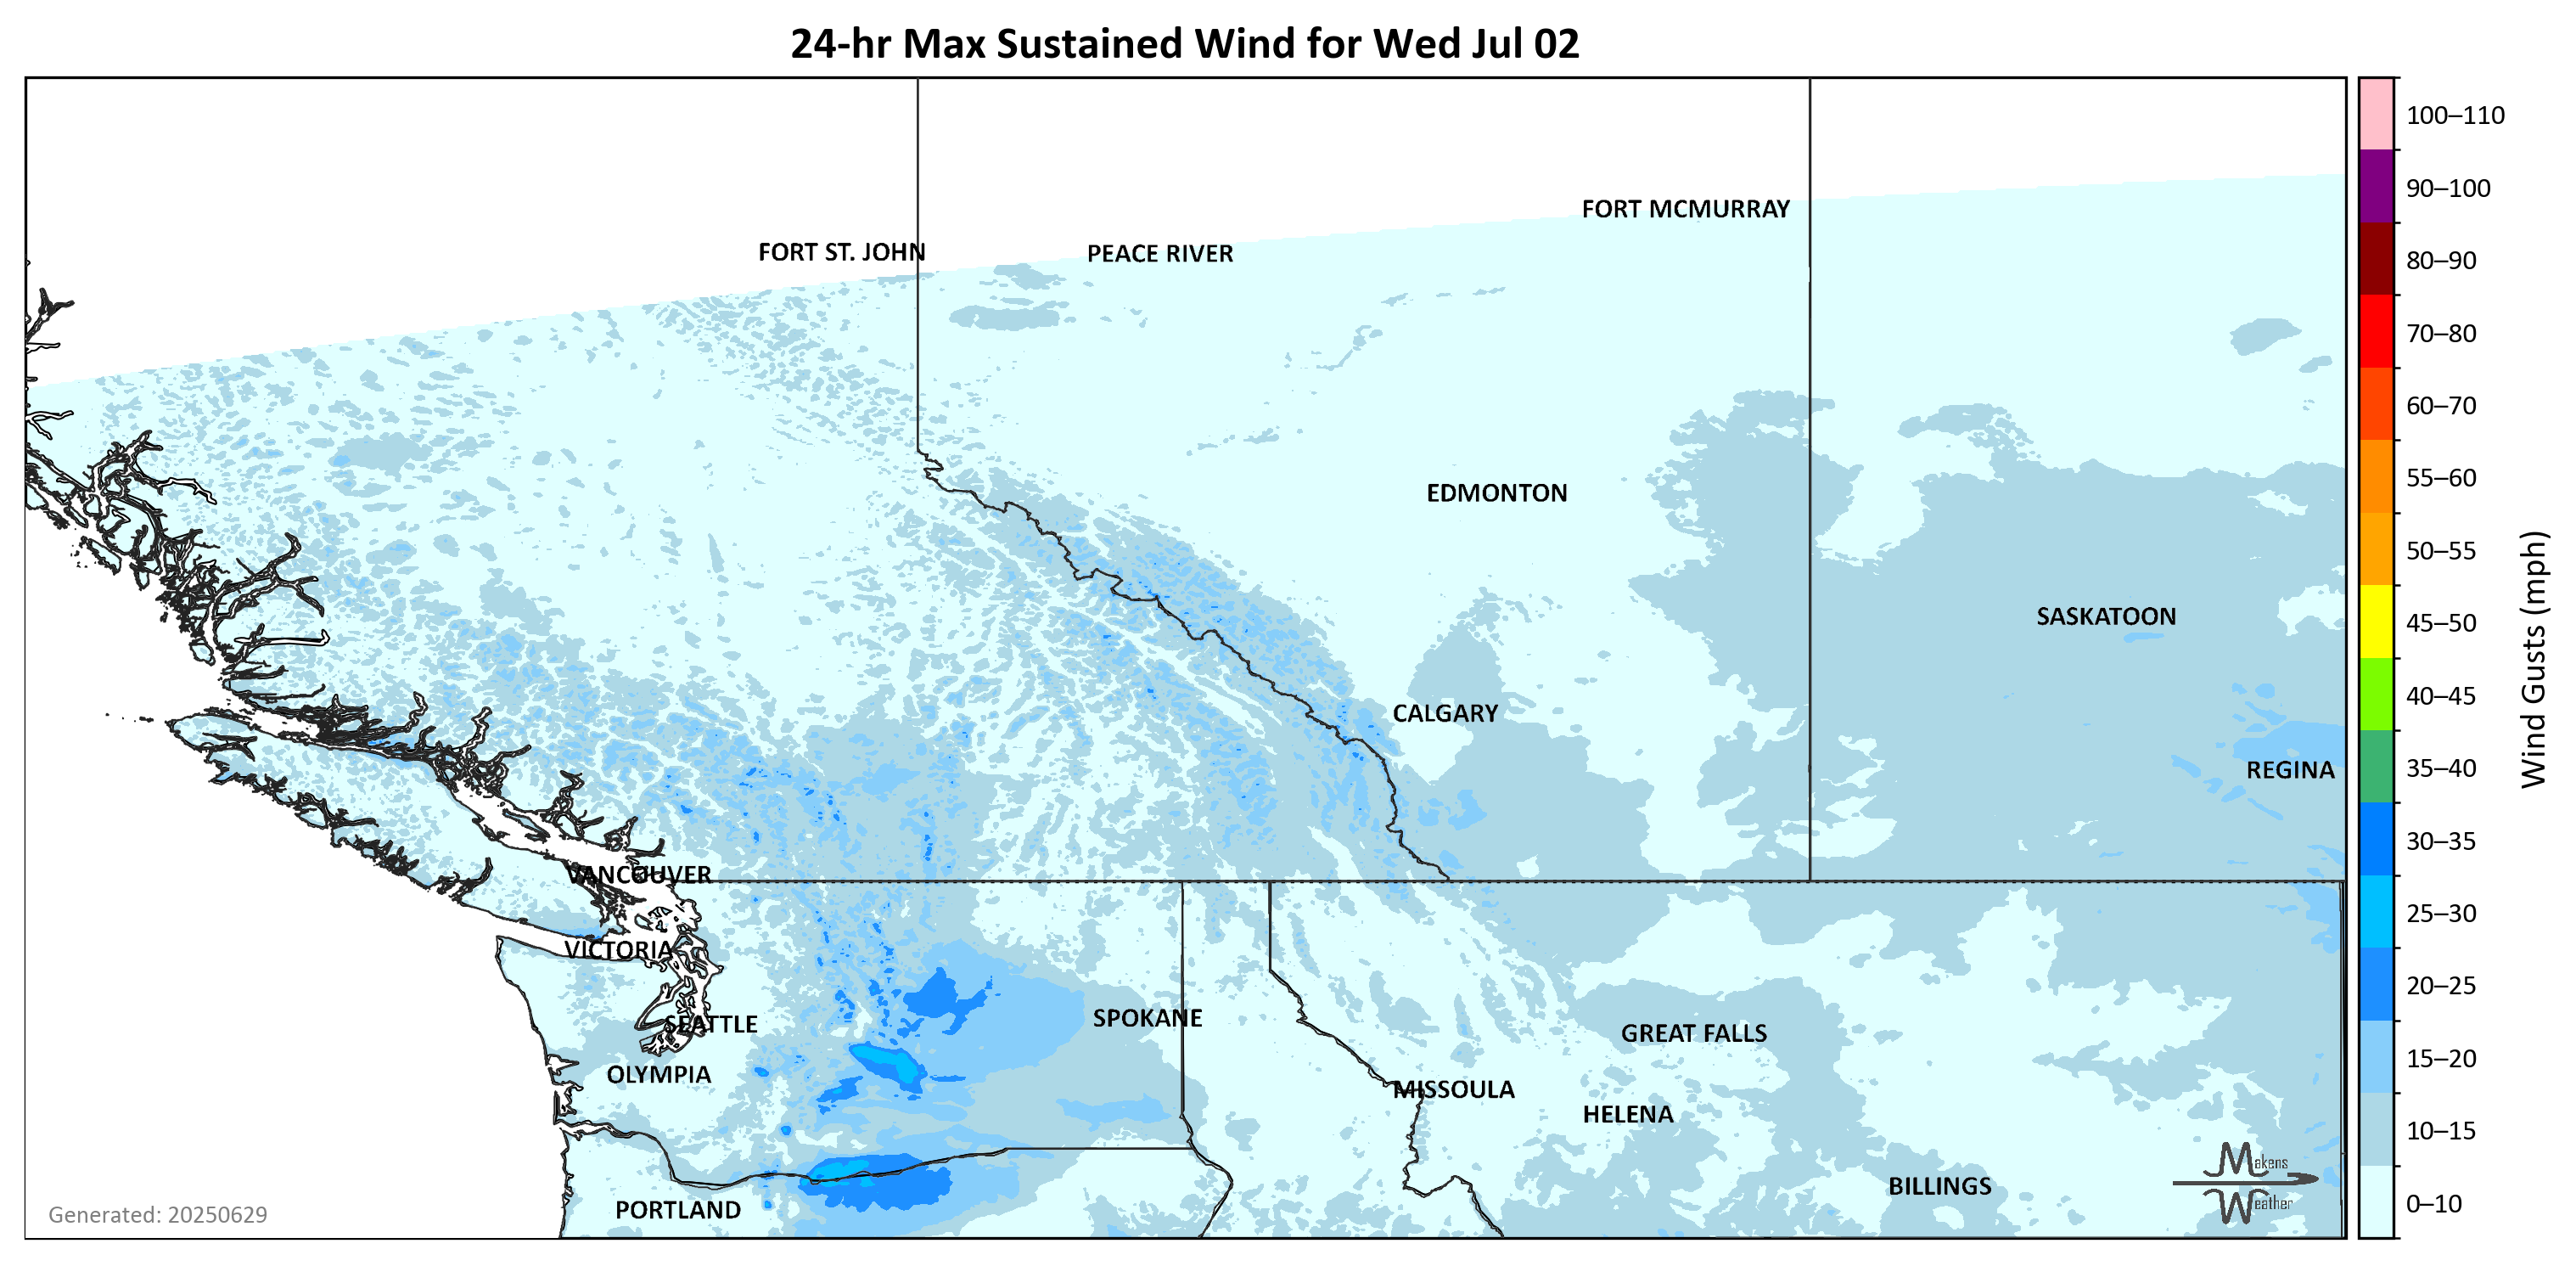 24-hr Max Sustained Wind for Wed Jul 02
100–110
90–100
80–90
70–80
60–70
55–60
50–55
45–50
40–45
35–40
30–35
25–30
20–25
15–20
10–15
0–10
Wind Gusts (mph)
FORT MCMURRAY
FORT ST. JOHN
PEACE RIVER
EDMONTON
SASKATOON
CALGARY
REGINA
VANCOUVER
VICTORIA
SEATTLE
SPOKANE
GREAT FALLS
OLYMPIA
MISSOULA
HELENA
BILLINGS
PORTLAND
Makens
Weather
Generated: 20250629